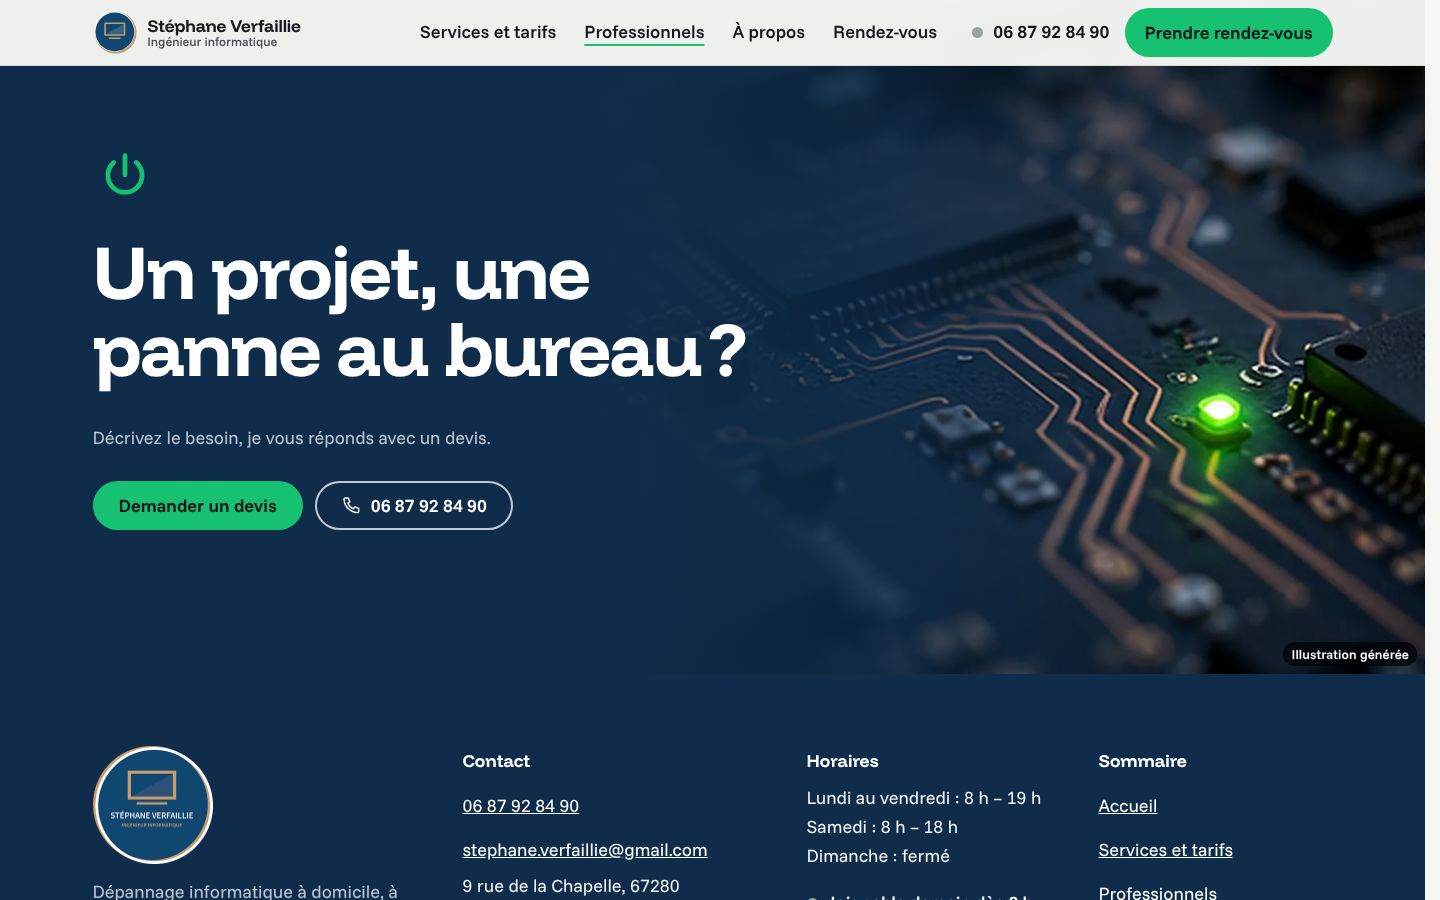 Stéphane Verfaillie
Ingénieur informatique
Services et tarifs
Professionnels
À propos
Rendez-vous
06 87 92 84 90
Prendre rendez-vous
Un projet, une
panne au bureau ?
Décrivez le besoin, je vous réponds avec un devis.
Demander un devis
06 87 92 84 90
Illustration générée
STÉPHANE VERFAILLIE
INGÉNIEUR INFORMATIQUE
Dépannage informatique à domicile, à
Contact
06 87 92 84 90
stephane.verfaillie@gmail.com
9 rue de la Chapelle, 67280
Horaires
Lundi au vendredi : 8 h – 19 h
Samedi : 8 h – 18 h
Dimanche : fermé
Sommaire
Accueil
Services et tarifs
Professionnels